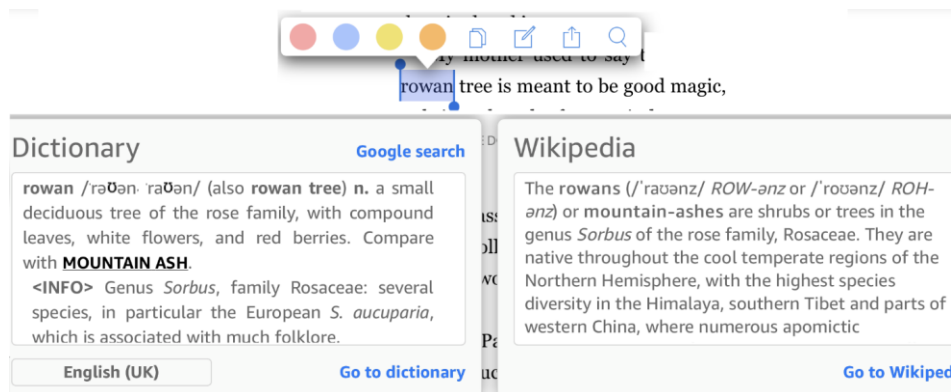 My mother used to say t
rowan tree is meant to be good magic,
Dictionary
Google search
rowan /ˈrəʊən, ˈraʊən/ (also rowan tree) n. a small
deciduous tree of the rose family, with compound
leaves, white flowers, and red berries. Compare
with MOUNTAIN ASH.
<INFO> Genus Sorbus, family Rosaceae: several
species, in particular the European S. aucuparia,
which is associated with much folklore.
English (UK)
Go to dictionary
Wikipedia
The rowans (/ˈraʊənz/ ROW-ənz or /ˈroʊənz/ ROH-
ənz) or mountain-ashes are shrubs or trees in the
genus Sorbus of the rose family, Rosaceae. They are
native throughout the cool temperate regions of the
Northern Hemisphere, with the highest species
diversity in the Himalaya, southern Tibet and parts of
western China, where numerous apomictic
Go to Wikiped